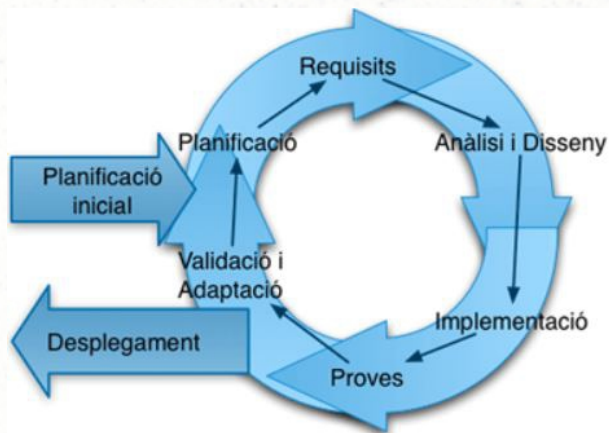 Requisits
Planificació
Anàlisi i Disseny
Planificació
inicial
Validació i
Adaptació
Implementació
Desplegament
Proves